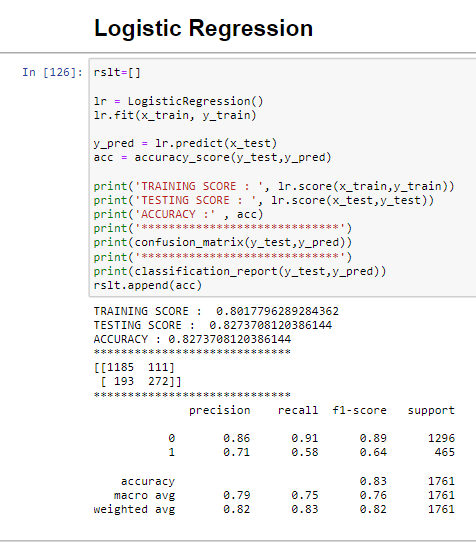 Logistic Regression
In [126]: rslt=[]
lr = LogisticRegression()
lr.fit(x_train, y_train)
y_pred = lr.predict(x_test)
acc = accuracy_score(y_test,y_pred)
print('TRAINING SCORE : ', lr.score(x_train,y_train))
print('TESTING SCORE : ', lr.score(x_test,y_test))
print('ACCURACY :' , acc)
print('*****************************')
print(confusion_matrix(y_test,y_pred))
print('*****************************')
print(classification_report(y_test,y_pred))
rslt.append(acc)
TRAINING SCORE :  0.8017796289284362
TESTING SCORE :  0.8273708120386144
ACCURACY : 0.8273708120386144
*****************************
[[1185  111]
[ 193  272]]
*****************************
precision    recall  f1-score   support
0       0.86      0.91      0.89      1296
1       0.71      0.58      0.64       465
accuracy                           0.83      1761
macro avg       0.79      0.75      0.76      1761
weighted avg       0.82      0.83      0.82      1761